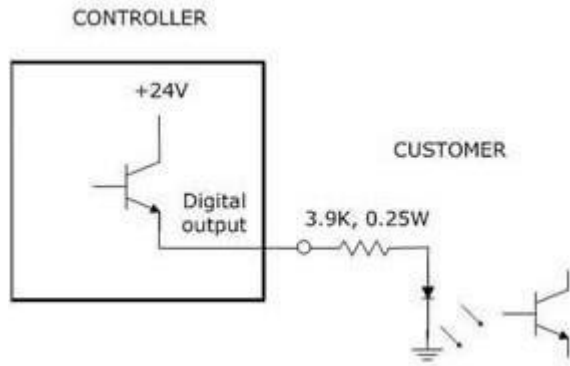 CONTROLLER
+24V
CUSTOMER
Digital
output
3.9K, 0.25W